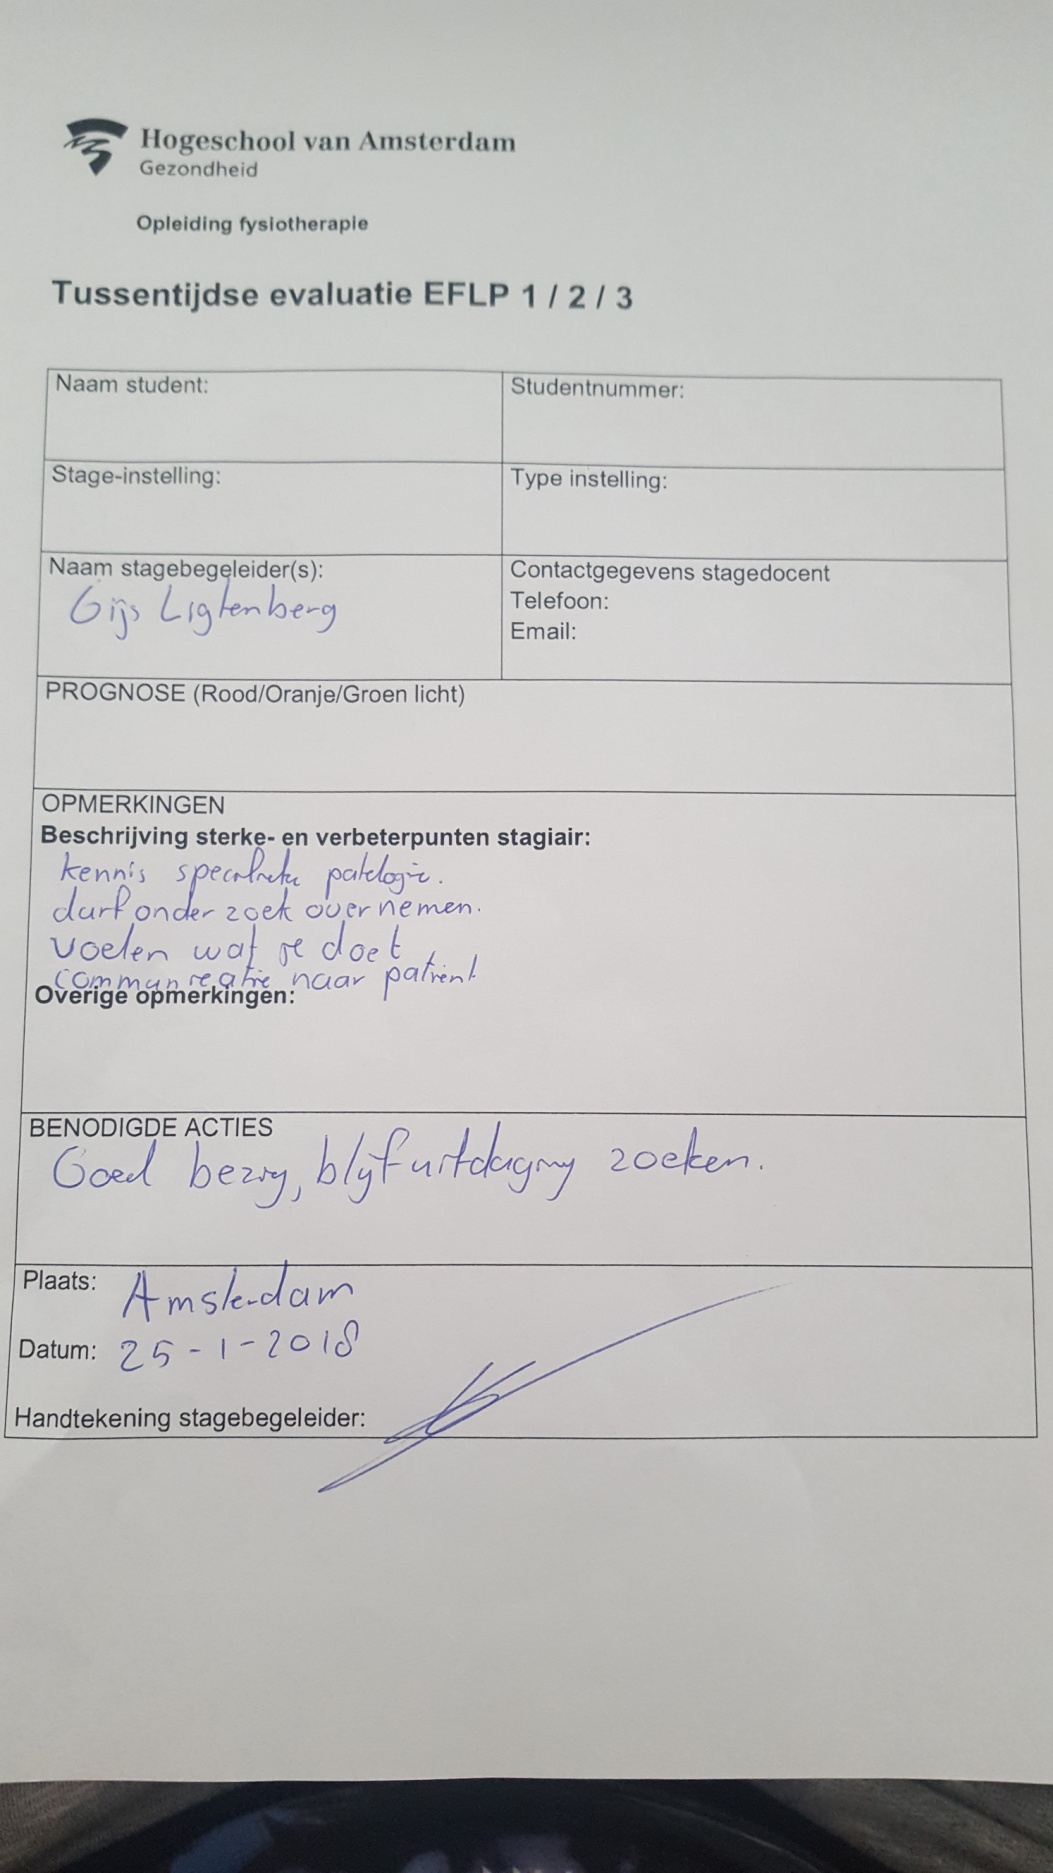 Hogeschool van Amsterdam
Gezondheid
Opleiding fysiotherapie
Tussentijdse evaluatie EFLP 1 / 2 / 3
Naam student:
Studentnummer:
Stage-instelling:
Type instelling:
Naam stagebegeleider(s):
Gijs Ligtenberg
Contactgegevens stagedocent
Telefoon:
Email:
PROGNOSE (Rood/Oranje/Groen licht)
OPMERKINGEN
Beschrijving sterke- en verbeterpunten stagiair:
kennis patologie.
durf onderzoek overnemen.
voelen wat je doet
communicatie naar patient
Overige opmerkingen:
BENODIGDE ACTIES
Goed bezig, blijf uitdaging zoeken.
Plaats: Amsterdam
Datum: 25-1-2018
Handtekening stagebegeleider: